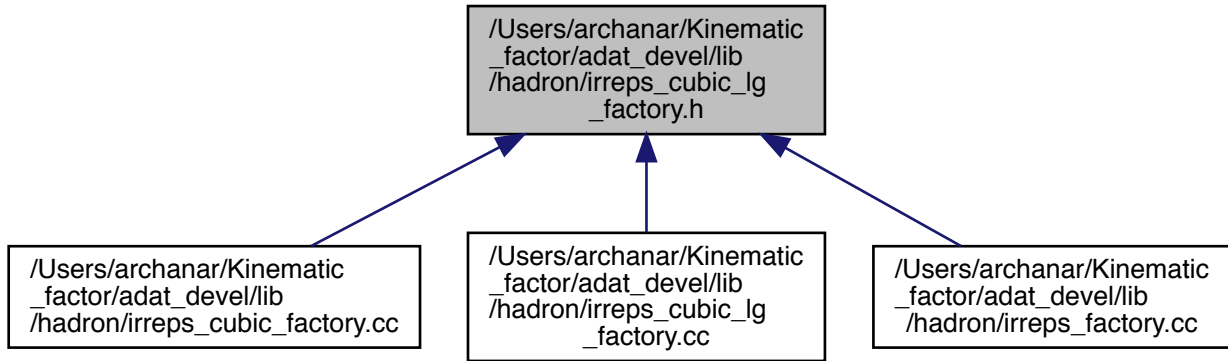 /Users/archanar/Kinematic
_factor/adat_devel/lib
/hadron/irreps_cubic_lg
_factory.h
/Users/archanar/Kinematic
_factor/adat_devel/lib
/hadron/irreps_cubic_factory.cc
/Users/archanar/Kinematic
_factor/adat_devel/lib
/hadron/irreps_cubic_lg
_factory.cc
/Users/archanar/Kinematic
_factor/adat_devel/lib
/hadron/irreps_factory.cc